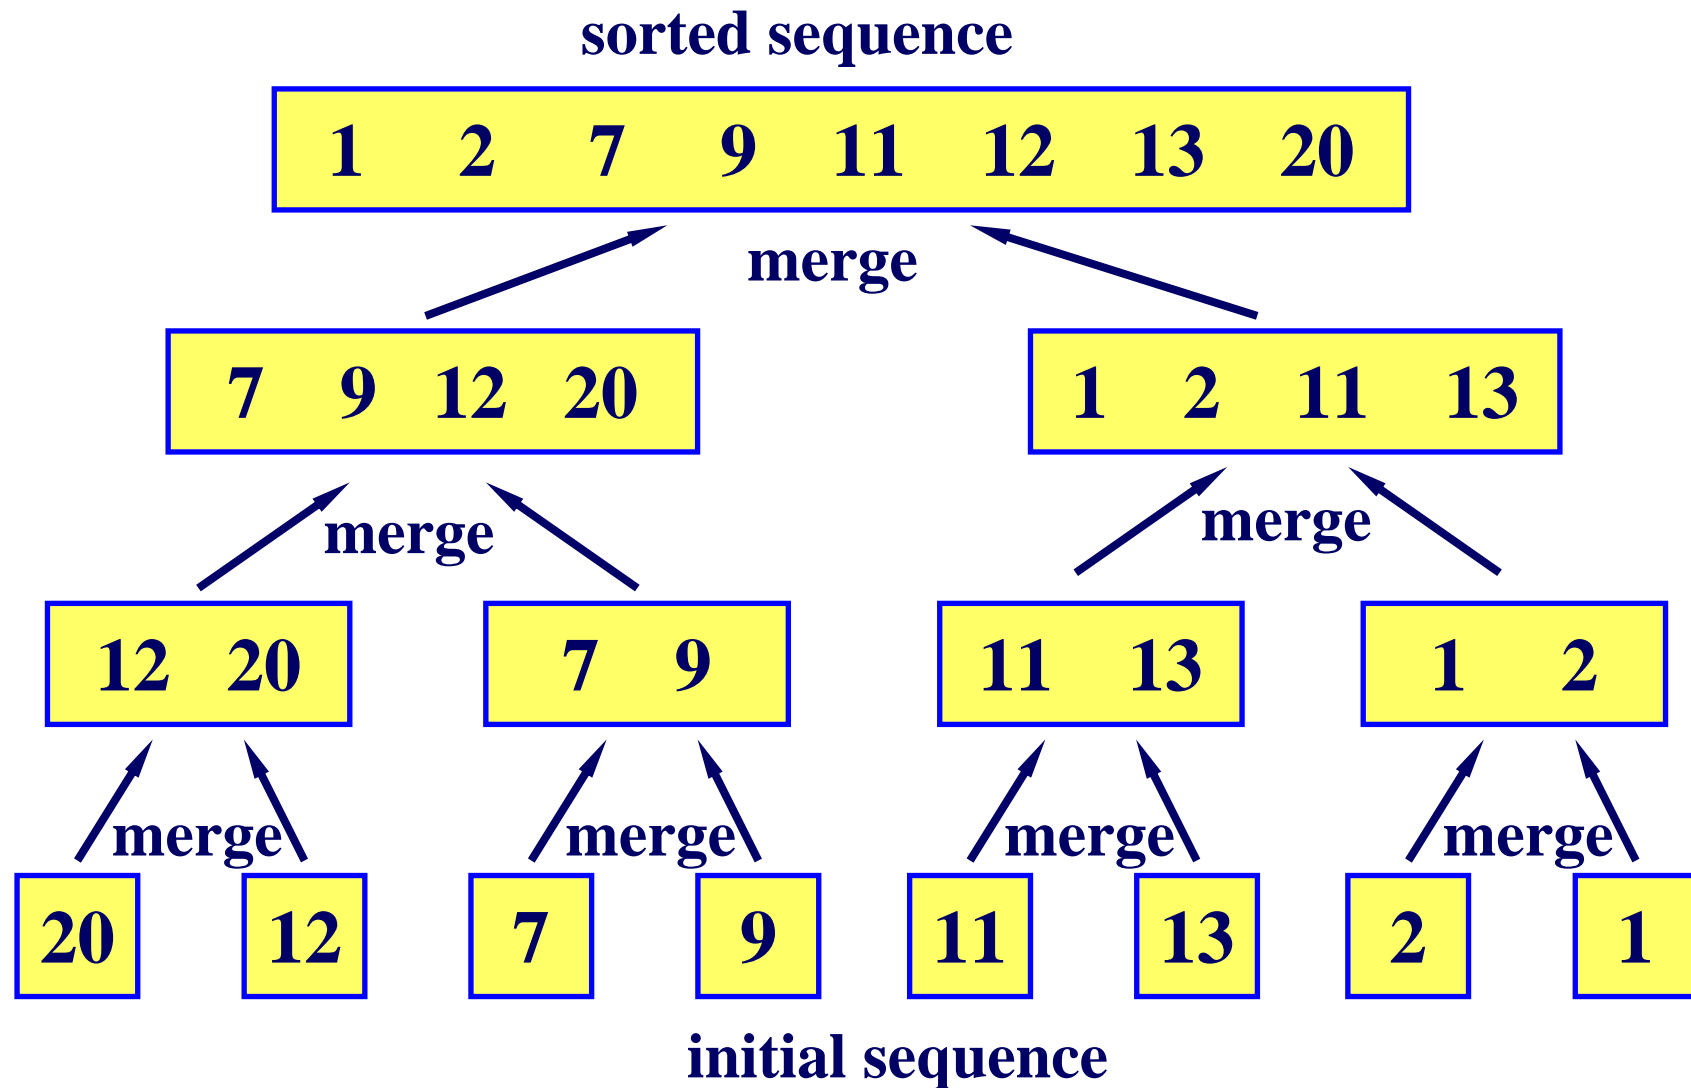 sorted sequence
1 2 7 9 11 12 13 20
merge
7 9 12 20
1 2 11 13
merge
merge
12 20
7 9
11 13
1 2
merge
merge
merge
merge
20
12
7
9
11
13
2
1
initial sequence